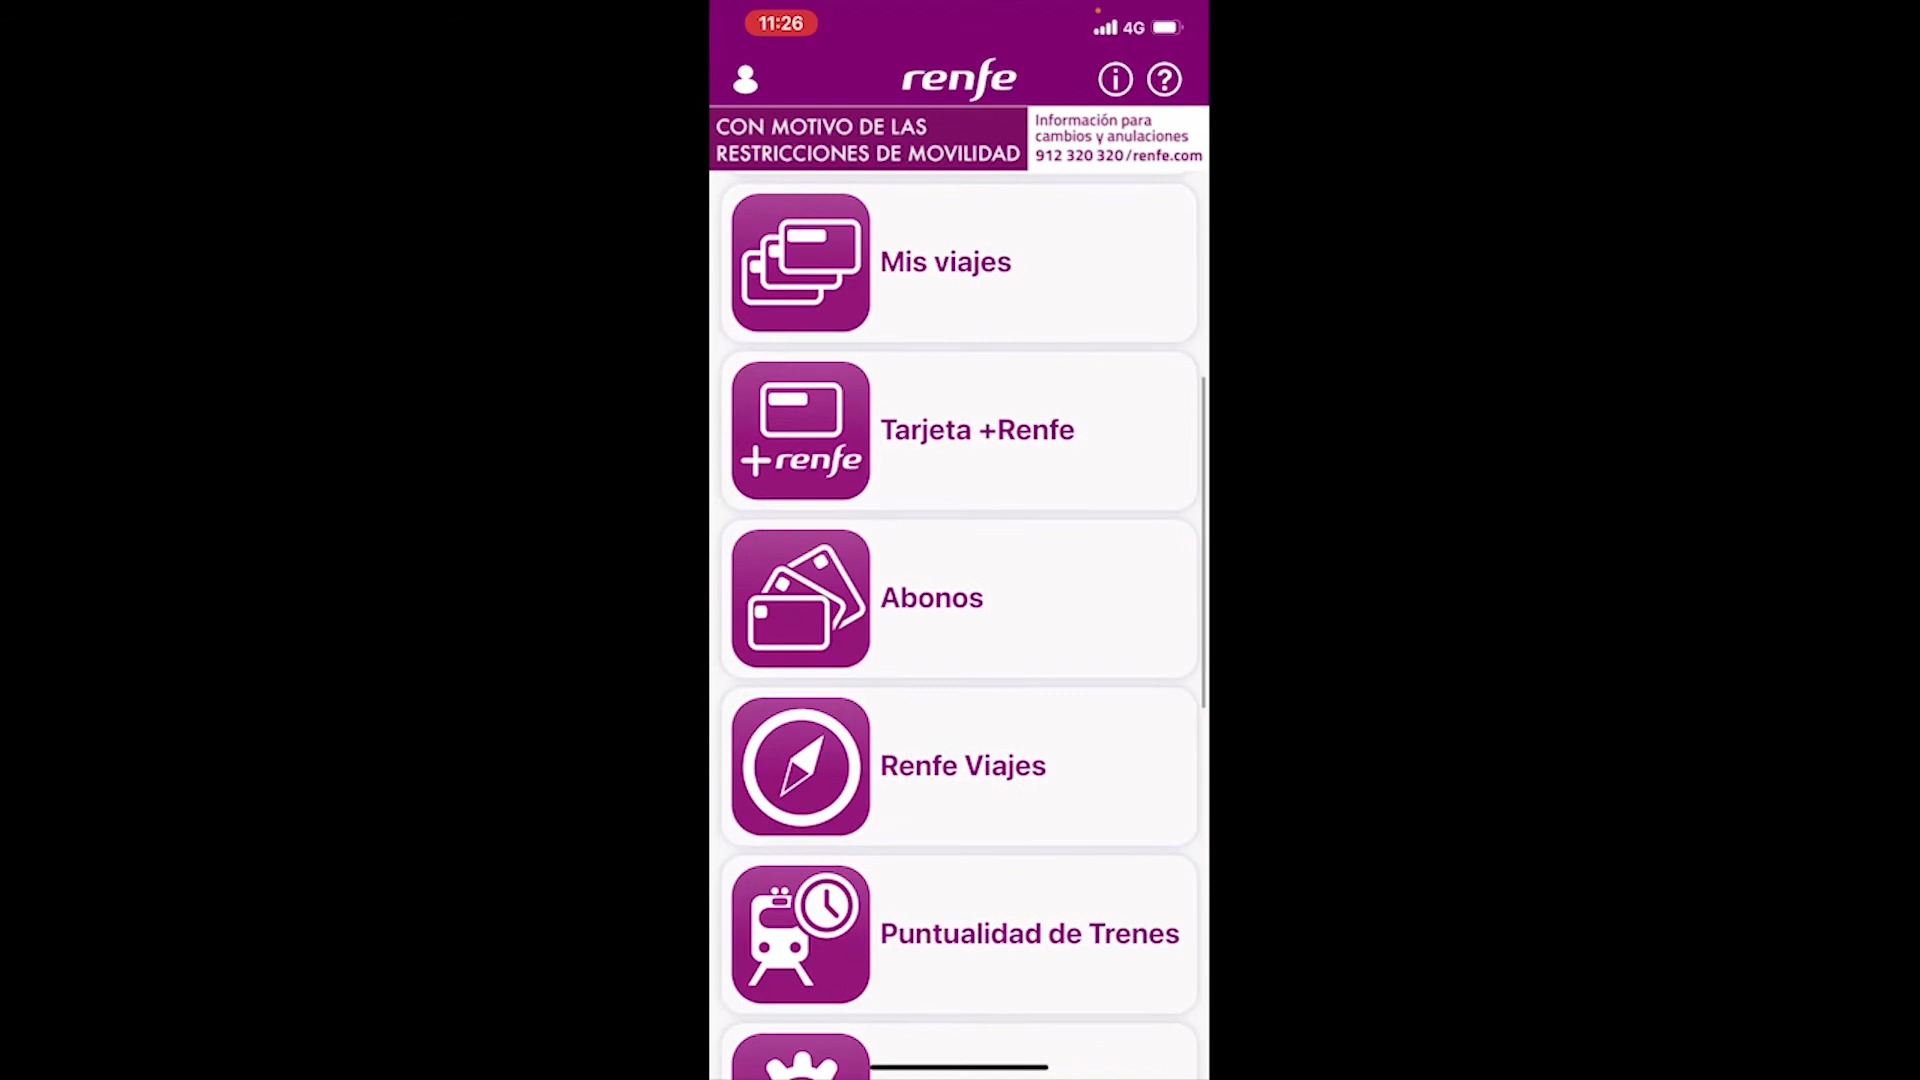 11:26
4G
renfe
CON MOTIVO DE LAS
RESTRICCIONES DE MOVILIDAD
Información para
cambios y anulaciones
912 320 320/renfe.com
Mis viajes
+renfe
Tarjeta +Renfe
Abonos
Renfe Viajes
Puntualidad de Trenes